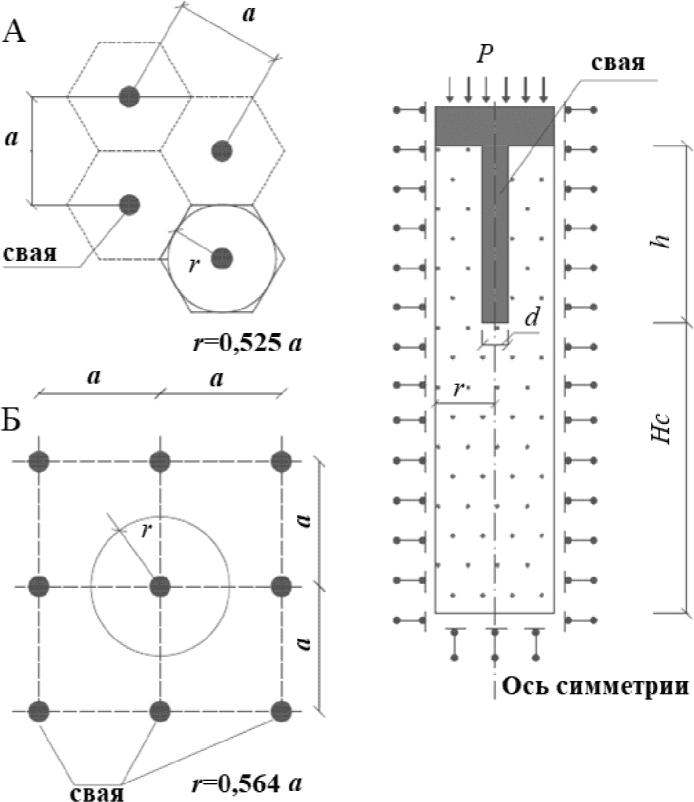 А
a
a
свая
r
r=0,525 a
a
a
Б
r
a
a
свая
r=0,564 a
P
свая
h
d
r
Hc
Ось симметрии